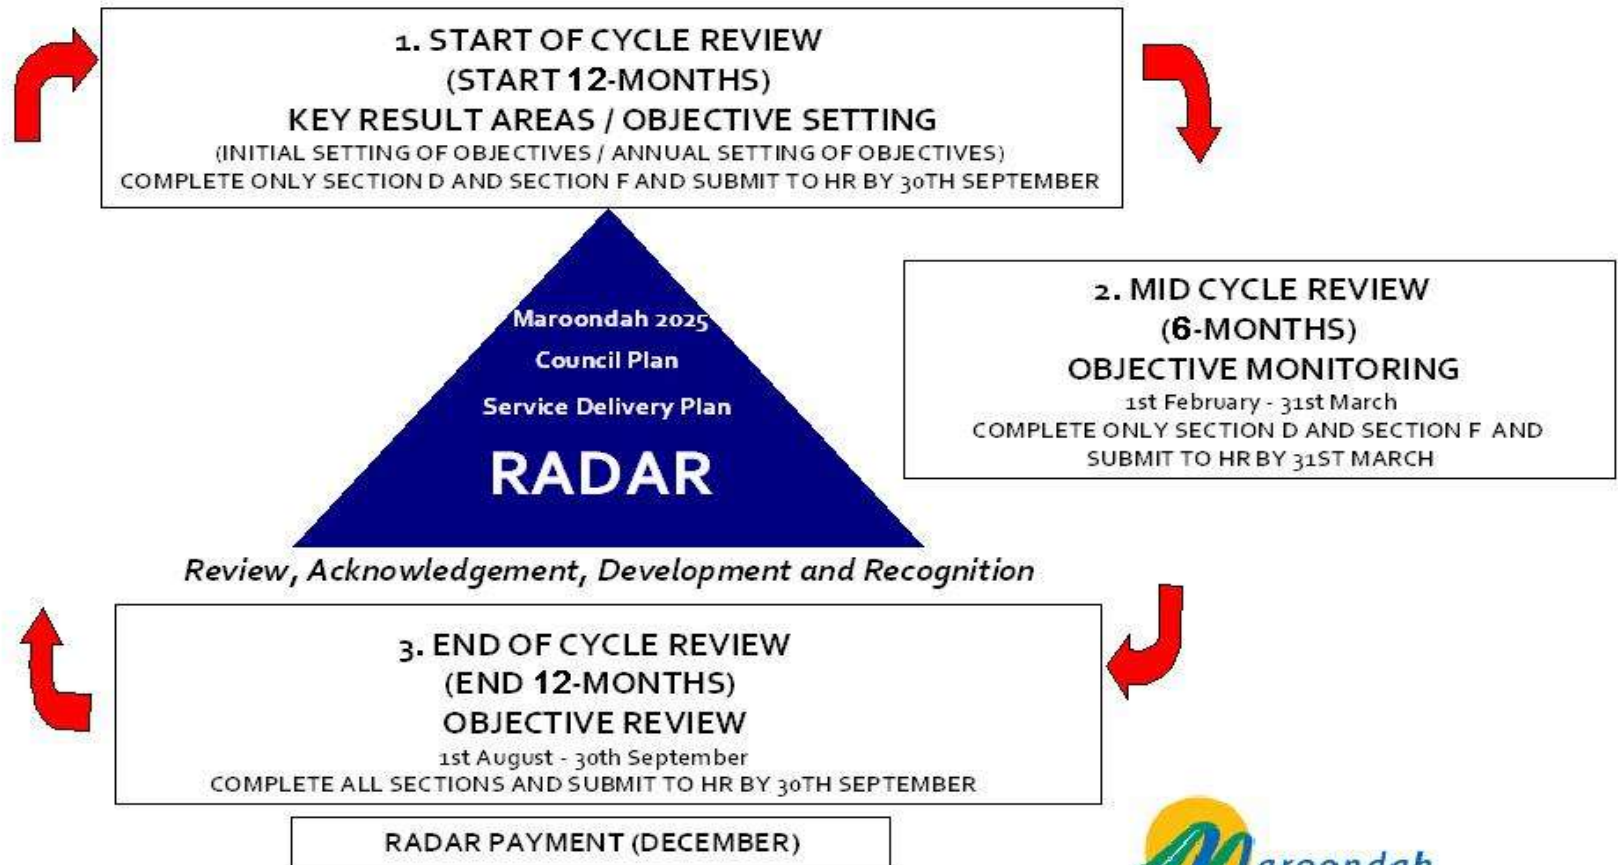 1. START OF CYCLE REVIEW
(START 12-MONTHS)
KEY RESULT AREAS / OBJECTIVE SETTING
(INITIAL SETTING OF OBJECTIVES / ANNUAL SETTING OF OBJECTIVES)
COMPLETE ONLY SECTION D AND SECTION F AND SUBMIT TO HR BY 30TH SEPTEMBER
Maroondah 2025
Council Plan
Service Delivery Plan
RADAR
Review, Acknowledgement, Development and Recognition
2. MID CYCLE REVIEW
(6-MONTHS)
OBJECTIVE MONITORING
1st February - 31st March
COMPLETE ONLY SECTION D AND SECTION F AND
SUBMIT TO HR BY 31ST MARCH
3. END OF CYCLE REVIEW
(END 12-MONTHS)
OBJECTIVE REVIEW
1st August - 30th September
COMPLETE ALL SECTIONS AND SUBMIT TO HR BY 30TH SEPTEMBER
RADAR PAYMENT (DECEMBER)
Maroondah